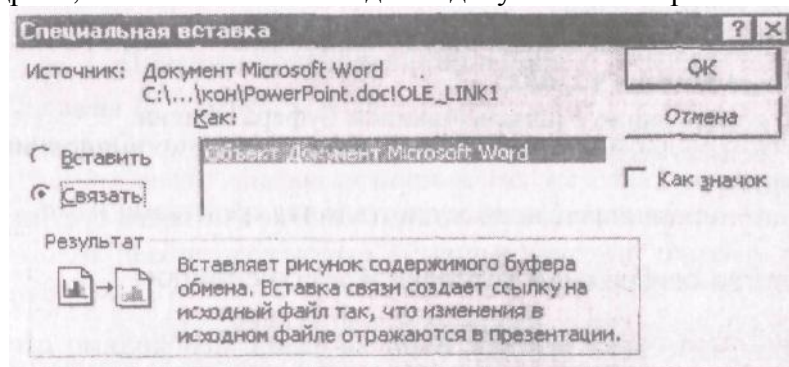 Специальная вставка
Источник: Документ Microsoft Word
C:\...\кон\PowerPoint.doc!OLE_LINK1
Как:
ОК
Отмена
Вставить
Связать
Объект Документ Microsoft Word
Как значок
Результат
Вставляет рисунок содержимого буфера
обмена. Вставка связи создает ссылку на
исходный файл так, что изменения в
исходном файле отражаются в презентации.